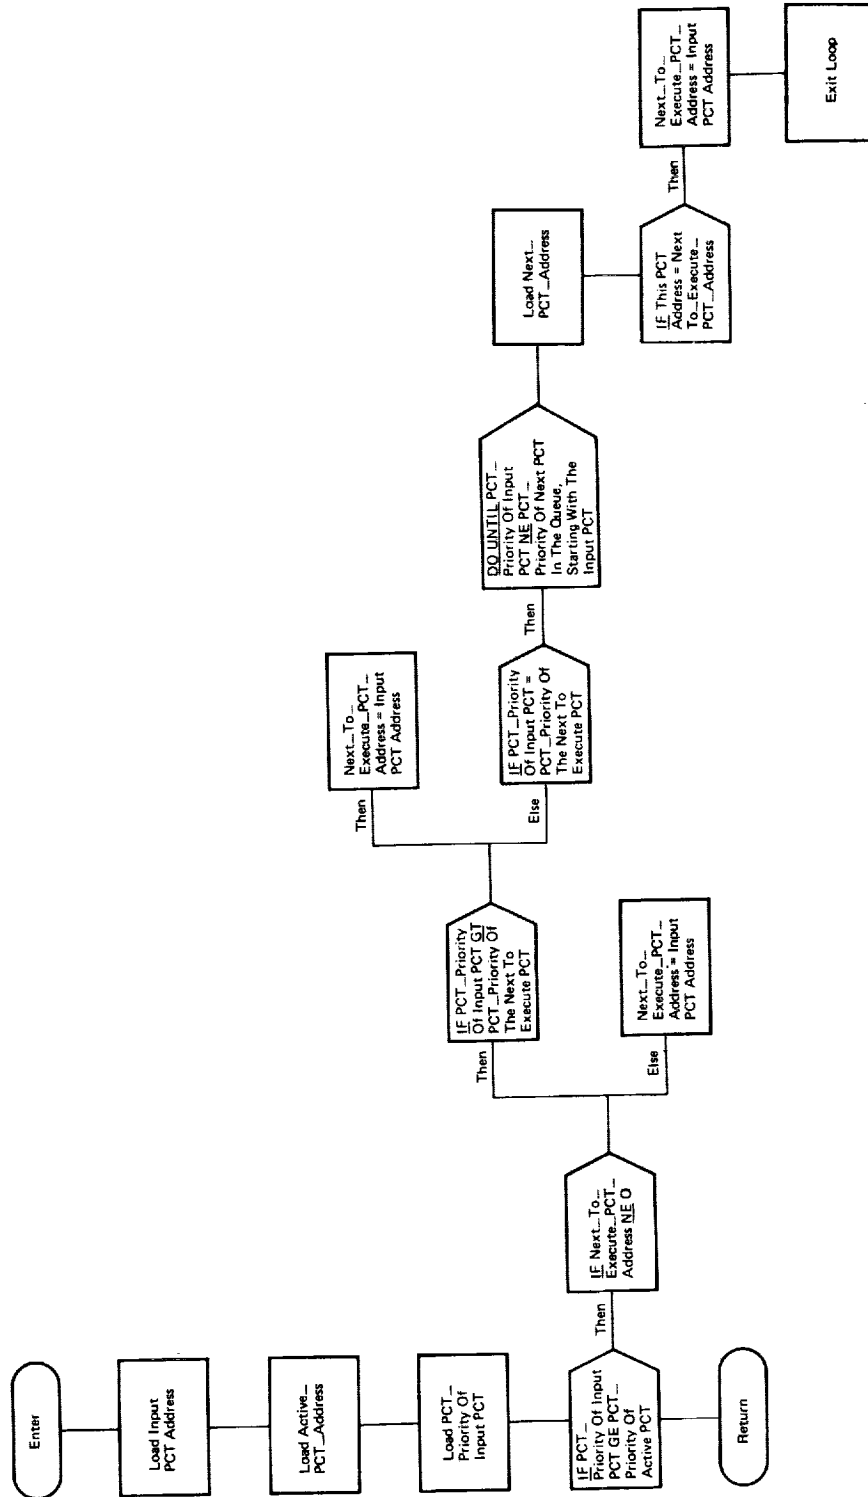 Enter
Load Input
PCT Address
Load Active_
PCT_Address
Load PCT_
Priority Of
Input PCT
IF PCT_
Priority Of Input
PCT GE PCT_
Priority Of
Active PCT
Return
Then
IF Next_To_
Execute_PCT_
Address NE O
Then
IF PCT_Priority
Of Input PCT GT
PCT_Priority Of
The Next To
Execute PCT
Else
Next_To_
Execute_PCT_
Address = Input
PCT Address
Then
Next_To_
Execute_PCT_
Address = Input
PCT Address
Else
IF PCT_Priority
Of Input PCT =
PCT_Priority Of
The Next To
Execute PCT
Then
DO UNTIL PCT_
Priority Of Input
PCT NE PCT_
Priority Of Next PCT
In The Queue,
Starting With The
Input PCT
Load Next_
PCT_Address
IF This PCT
Address = Next
To_Execute_
PCT_Address
Then
Next_To_
Execute_PCT_
Address = Input
PCT Address
Exit Loop